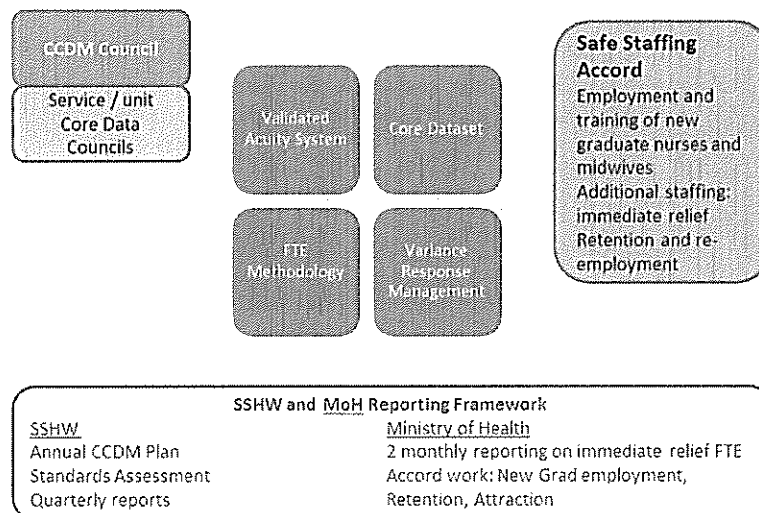 CCDM Council
Service / unit
Core Data
Councils
Validated
Acuity System
Core Dataset
FTE
Methodology
Variance
Response
Management
Safe Staffing
Accord
Employment and
training of new
graduate nurses and
midwives
Additional staffing:
immediate relief
Retention and re-
employment
SSHW and MoH Reporting Framework
SSHW
Annual CCDM Plan
Standards Assessment
Quarterly reports
Ministry of Health
2 monthly reporting on immediate relief FTE
Accord work: New Grad employment,
Retention, Attraction